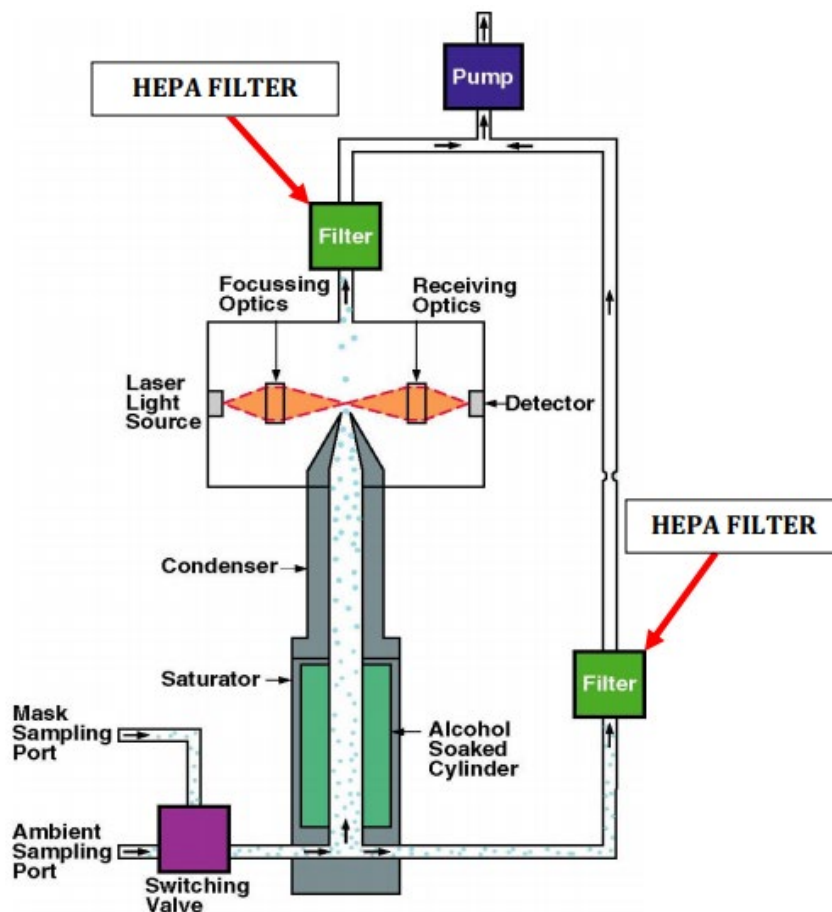 Pump
HEPA FILTER
Filter
Focussing
Optics
Receiving
Optics
Laser
Light
Source
Detector
HEPA FILTER
Condenser
Filter
Saturator
Mask
Sampling
Port
Alcohol
Soaked
Cylinder
Ambient
Sampling
Port
Switching
Valve